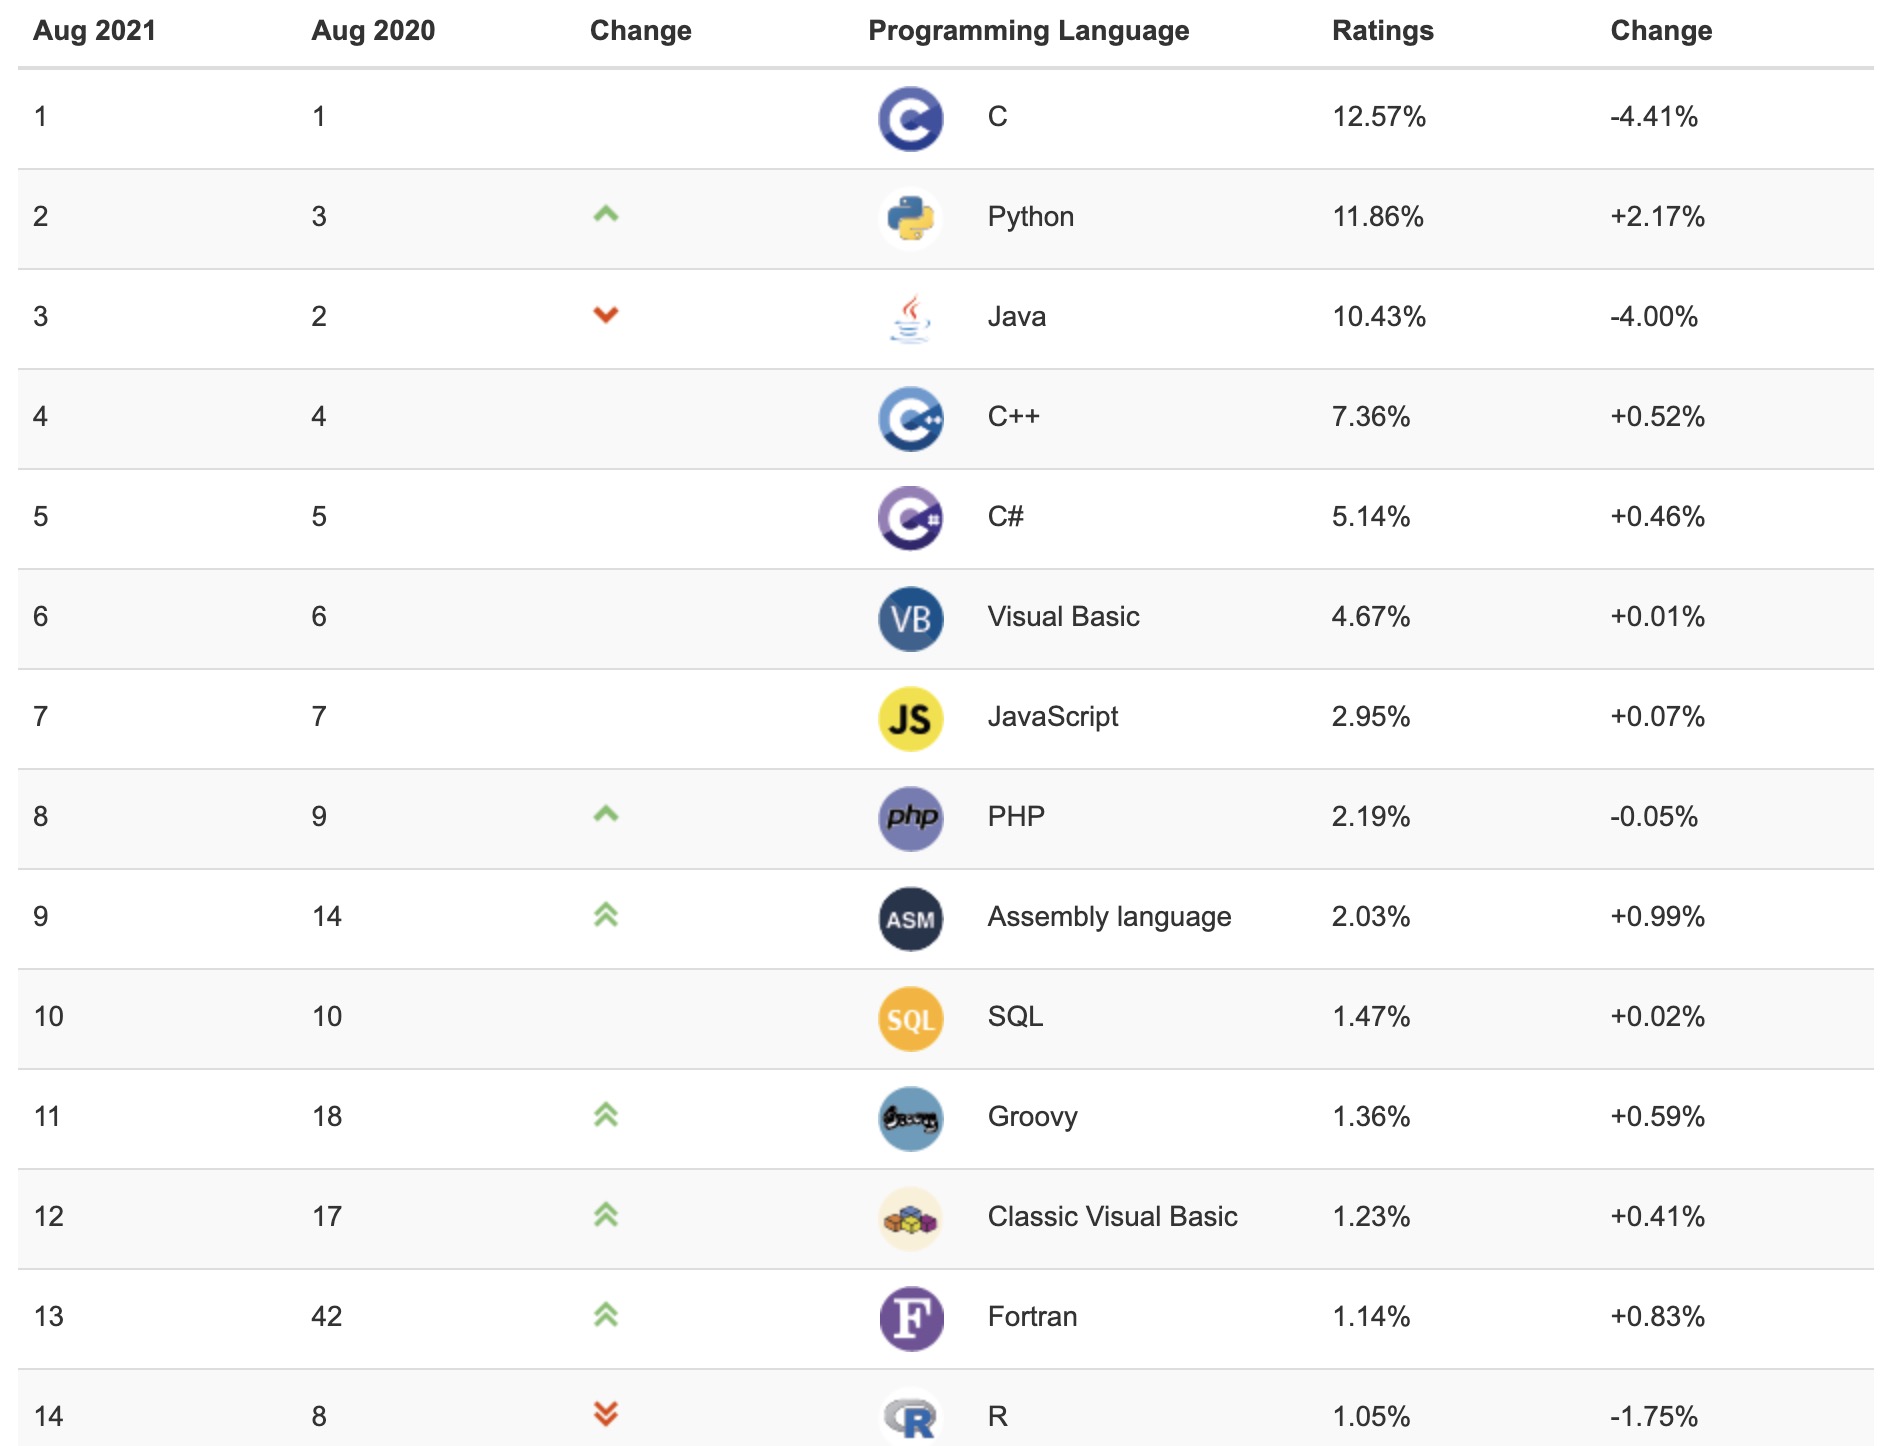 Aug 2021 Aug 2020 Change Programming Language Ratings Change
1 1 C C 12.57% -4.41%
2 3 Python 11.86% +2.17%
3 2 Java 10.43% -4.00%
4 4 C++ C++ 7.36% +0.52%
5 5 C# C# 5.14% +0.46%
6 6 VB Visual Basic 4.67% +0.01%
7 7 JS JavaScript 2.95% +0.07%
8 9 php PHP 2.19% -0.05%
9 14 ASM Assembly language 2.03% +0.99%
10 10 SQL SQL 1.47% +0.02%
11 18 Groovy Groovy 1.36% +0.59%
12 17 Classic Visual Basic 1.23% +0.41%
13 42 F Fortran 1.14% +0.83%
14 8 R R 1.05% -1.75%